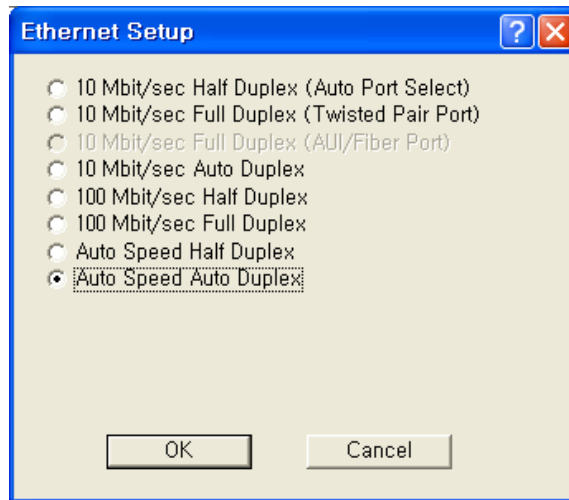 Ethernet Setup
10 Mbit/sec Half Duplex (Auto Port Select)
10 Mbit/sec Full Duplex (Twisted Pair Port)
10 Mbit/sec Full Duplex (AUI/Fiber Port)
10 Mbit/sec Auto Duplex
100 Mbit/sec Half Duplex
100 Mbit/sec Full Duplex
Auto Speed Half Duplex
Auto Speed Auto Duplex
OK Cancel